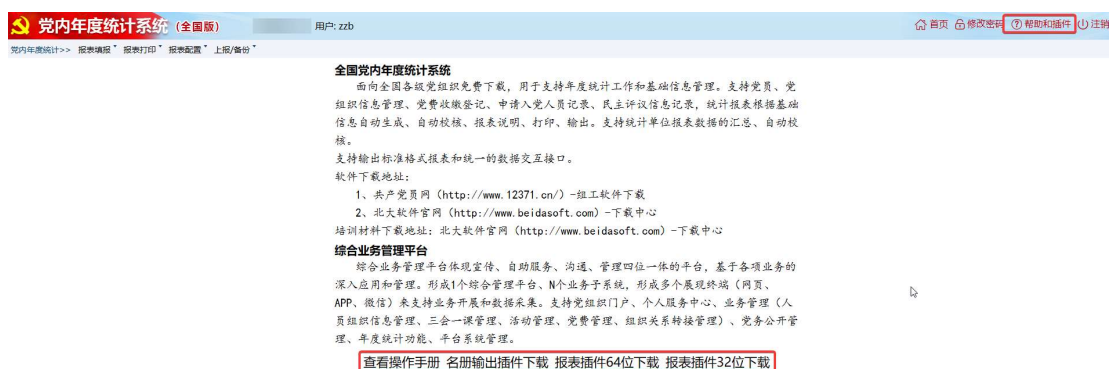 党内年度统计系统（全国版） 用户: zzb 首页 修改密码 帮助和插件 注销
党内年度统计>> 报表填报 报表打印 报表配置 上报/备份
全国党内年度统计系统
面向全国各级党组织免费下载，用于支持年度统计工作和基础信息管理。支持党员、党
组织信息管理、党费收缴登记、申请入党人员记录、民主评议信息记录，统计报表根据基础
信息自动生成、自动校核、报表说明、打印、输出。支持统计单位报表数据的汇总、自动校
核。
支持输出标准格式报表和统一的数据交互接口。
软件下载地址：
1、共产党员网（http://www.12371.cn/）-组工软件下载
2、北大软件官网（http://www.beidasoft.com）-下载中心
培训材料下载地址：北大软件官网（http://www.beidasoft.com）-下载中心
综合业务管理平台
综合业务管理平台体现宣传、自助服务、沟通、管理四位一体的平台，基于各项业务的
深入应用和管理。形成1个综合管理平台、N个业务子系统，形成多个展现终端（网页、
APP、微信）来支持业务开展和数据采集。支持党组织门户、个人服务中心、业务管理（人
员组织信息管理、三会一课管理、活动管理、党费管理、组织关系转接管理）、党务公开管
理、年度统计功能、平台系统管理。
查看操作手册 名册输出插件下载 报表插件64位下载 报表插件32位下载